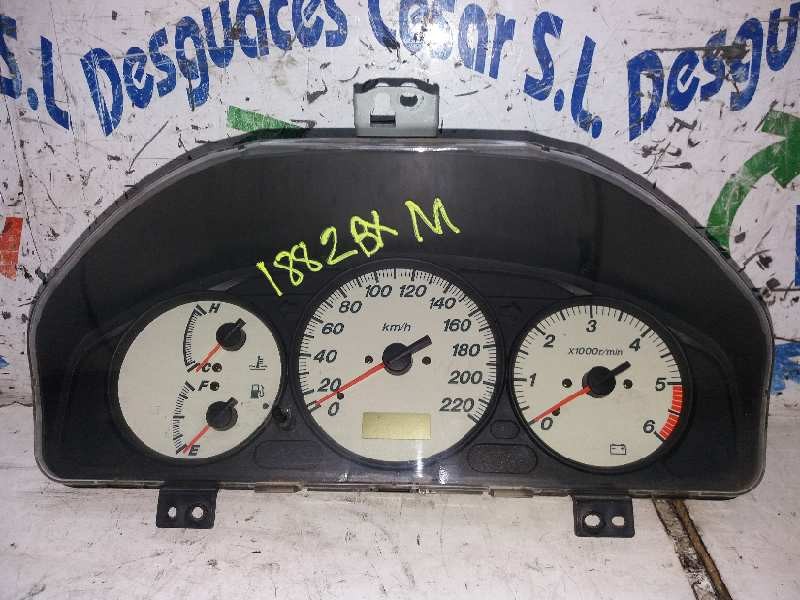 S.L Desguaces Cesar S.L. Desguaces
1882BX M
H
C
F
E
0 20 40 60 80 100 120 140 160 180 200 220
km/h
0 1 2 3 4 5 6
x1000r/min